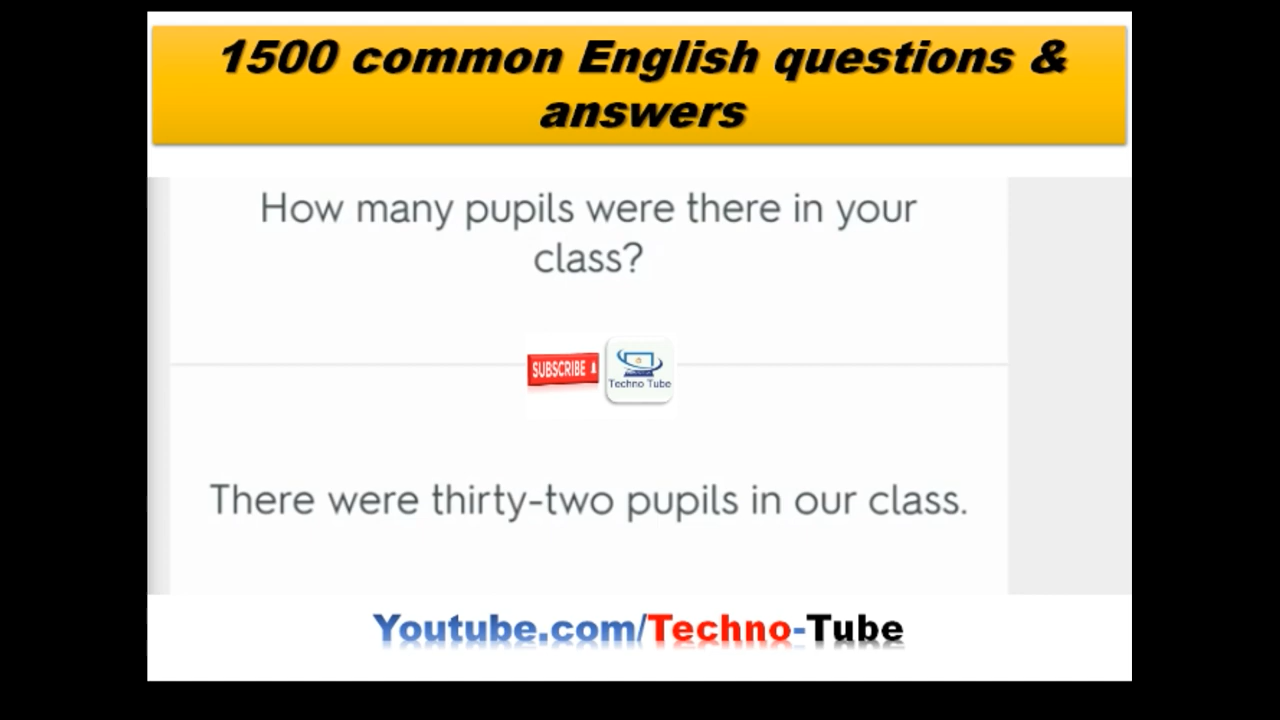 1500 common English questions &
answers
How many pupils were there in your
class?
SUBSCRIBE
Techno Tube
There were thirty-two pupils in our class.
Youtube.com/Techno-Tube